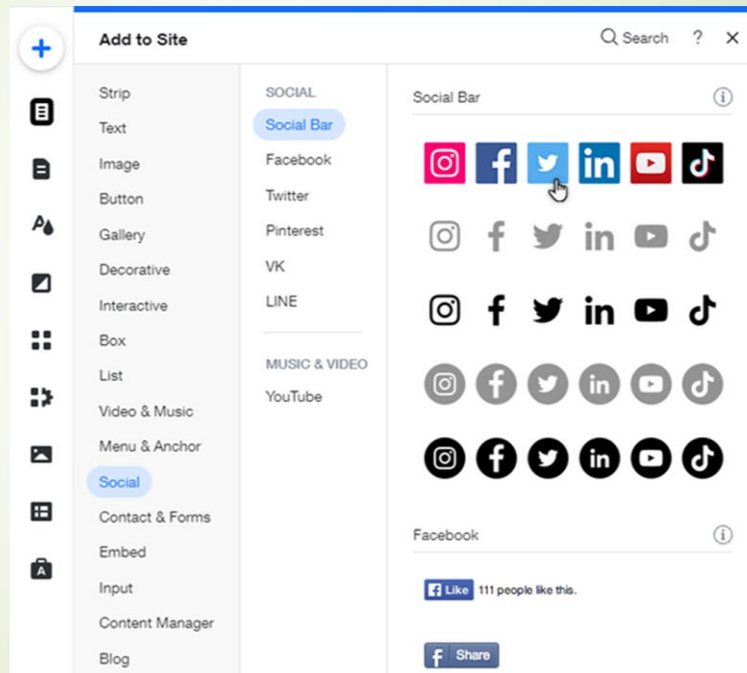 Add to Site
Search ?
Strip
Text
Image
Button
Gallery
Decorative
Interactive
Box
List
Video & Music
Menu & Anchor
Social
Contact & Forms
Embed
Input
Content Manager
Blog
SOCIAL
Social Bar
Facebook
Twitter
Pinterest
VK
LINE
MUSIC & VIDEO
YouTube
Social Bar
Facebook
Like 111 people like this.
Share